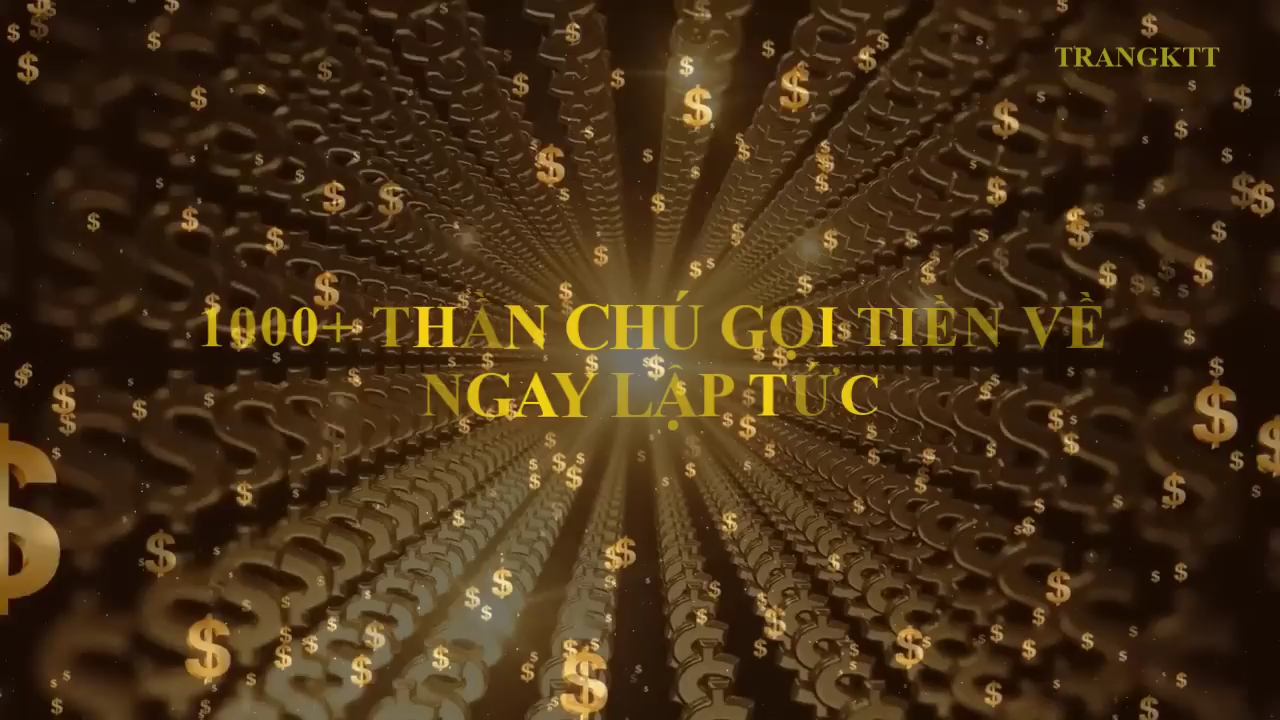 TRANGKTT
1000+ THẦN CHÚ GỌI TIỀN VỀ
NGAY LẬP TỨC